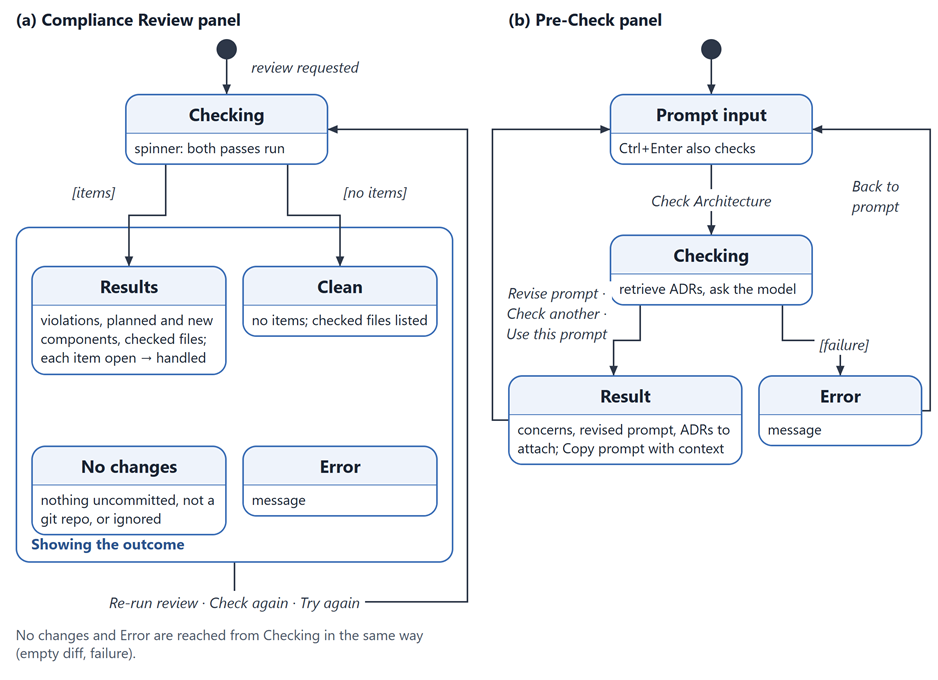 (a) Compliance Review panel
review requested
Checking
spinner: both passes run
[items]
[no items]
Results
violations, planned and new
components, checked files;
each item open → handled
Clean
no items; checked files listed
No changes
nothing uncommitted, not a
git repo, or ignored
Error
message
Showing the outcome
Re-run review · Check again · Try again
No changes and Error are reached from Checking in the same way
(empty diff, failure).
(b) Pre-Check panel
Prompt input
Ctrl+Enter also checks
Check Architecture
Back to
prompt
Checking
retrieve ADRs, ask the model
Revise prompt ·
Check another ·
Use this prompt
[failure]
Result
concerns, revised prompt, ADRs to
attach; Copy prompt with context
Error
message